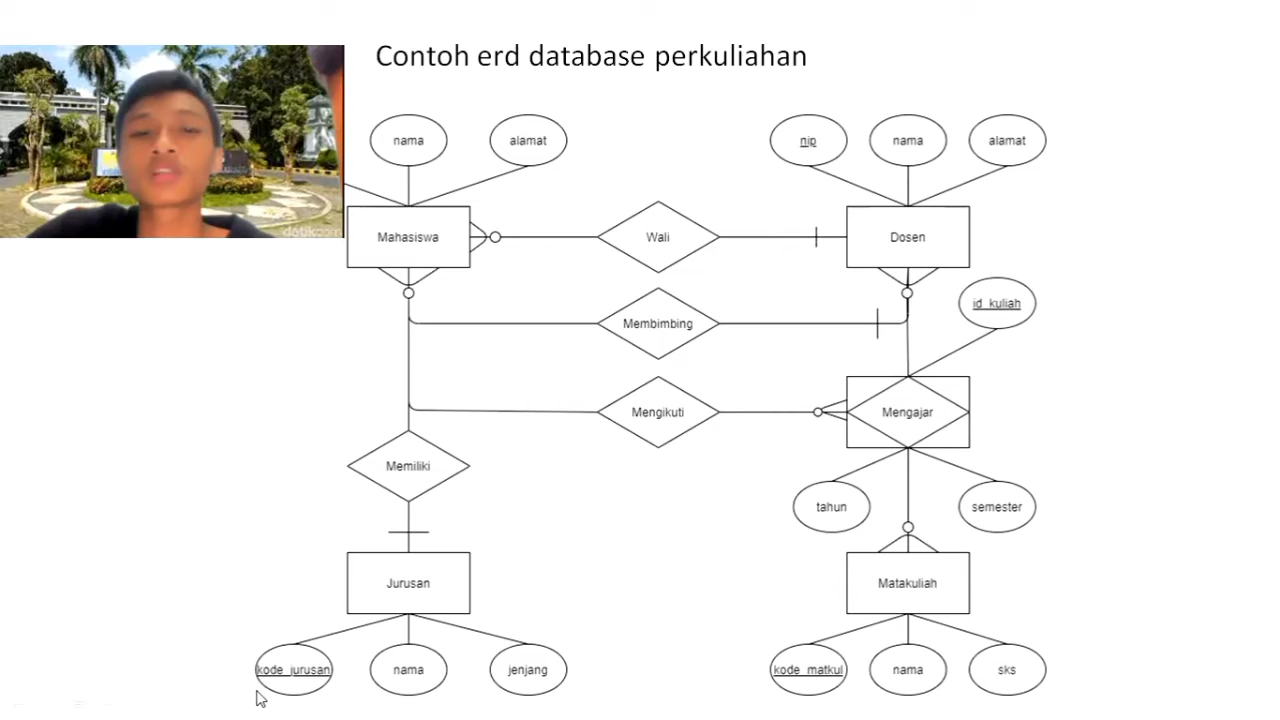 Contoh erd database perkuliahan
nama
alamat
nip
nama
alamat
detikcom
Mahasiswa
Wali
Dosen
id_kuliah
Membimbing
Mengikuti
Mengajar
Memiliki
tahun
semester
Jurusan
Matakuliah
kode_jurusan
nama
jenjang
kode_matkul
nama
sks